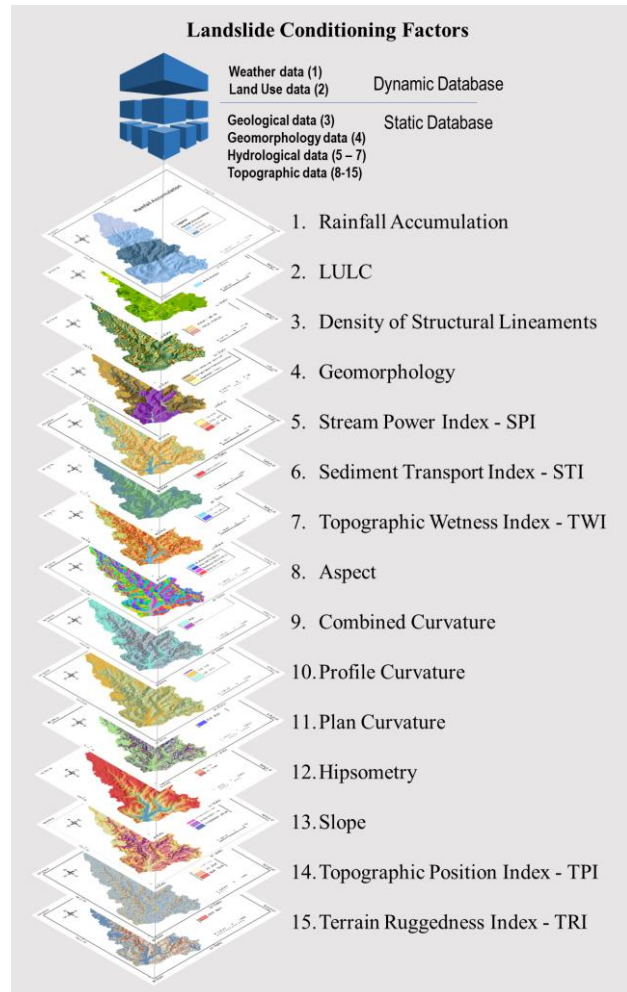 Landslide Conditioning Factors
Weather data (1)
Land Use data (2)
Dynamic Database
Geological data (3)
Geomorphology data (4)
Hydrological data (5 – 7)
Topographic data (8-15)
Static Database
Rainfall Accumulation
1. Rainfall Accumulation
2. LULC
3. Density of Structural Lineaments
4. Geomorphology
5. Stream Power Index - SPI
6. Sediment Transport Index - STI
7. Topographic Wetness Index - TWI
8. Aspect
9. Combined Curvature
10. Profile Curvature
11. Plan Curvature
12. Hipsometry
13. Slope
14. Topographic Position Index - TPI
15. Terrain Ruggedness Index - TRI